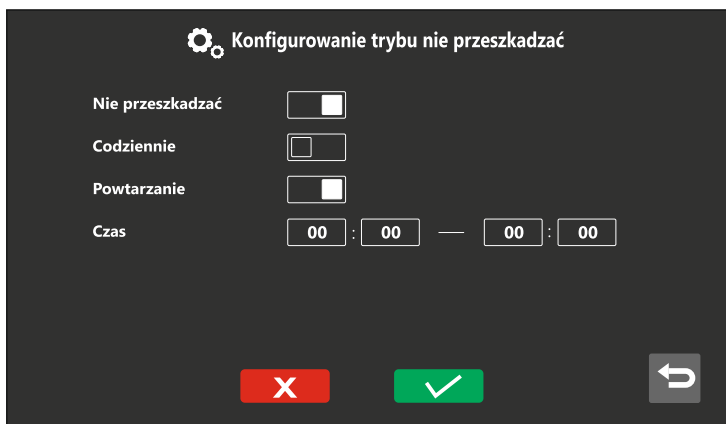 Konfigurowanie trybu nie przeszkadzać
Nie przeszkadzać
Codziennie
Powtarzanie
Czas 00 : 00 — 00 : 00
X